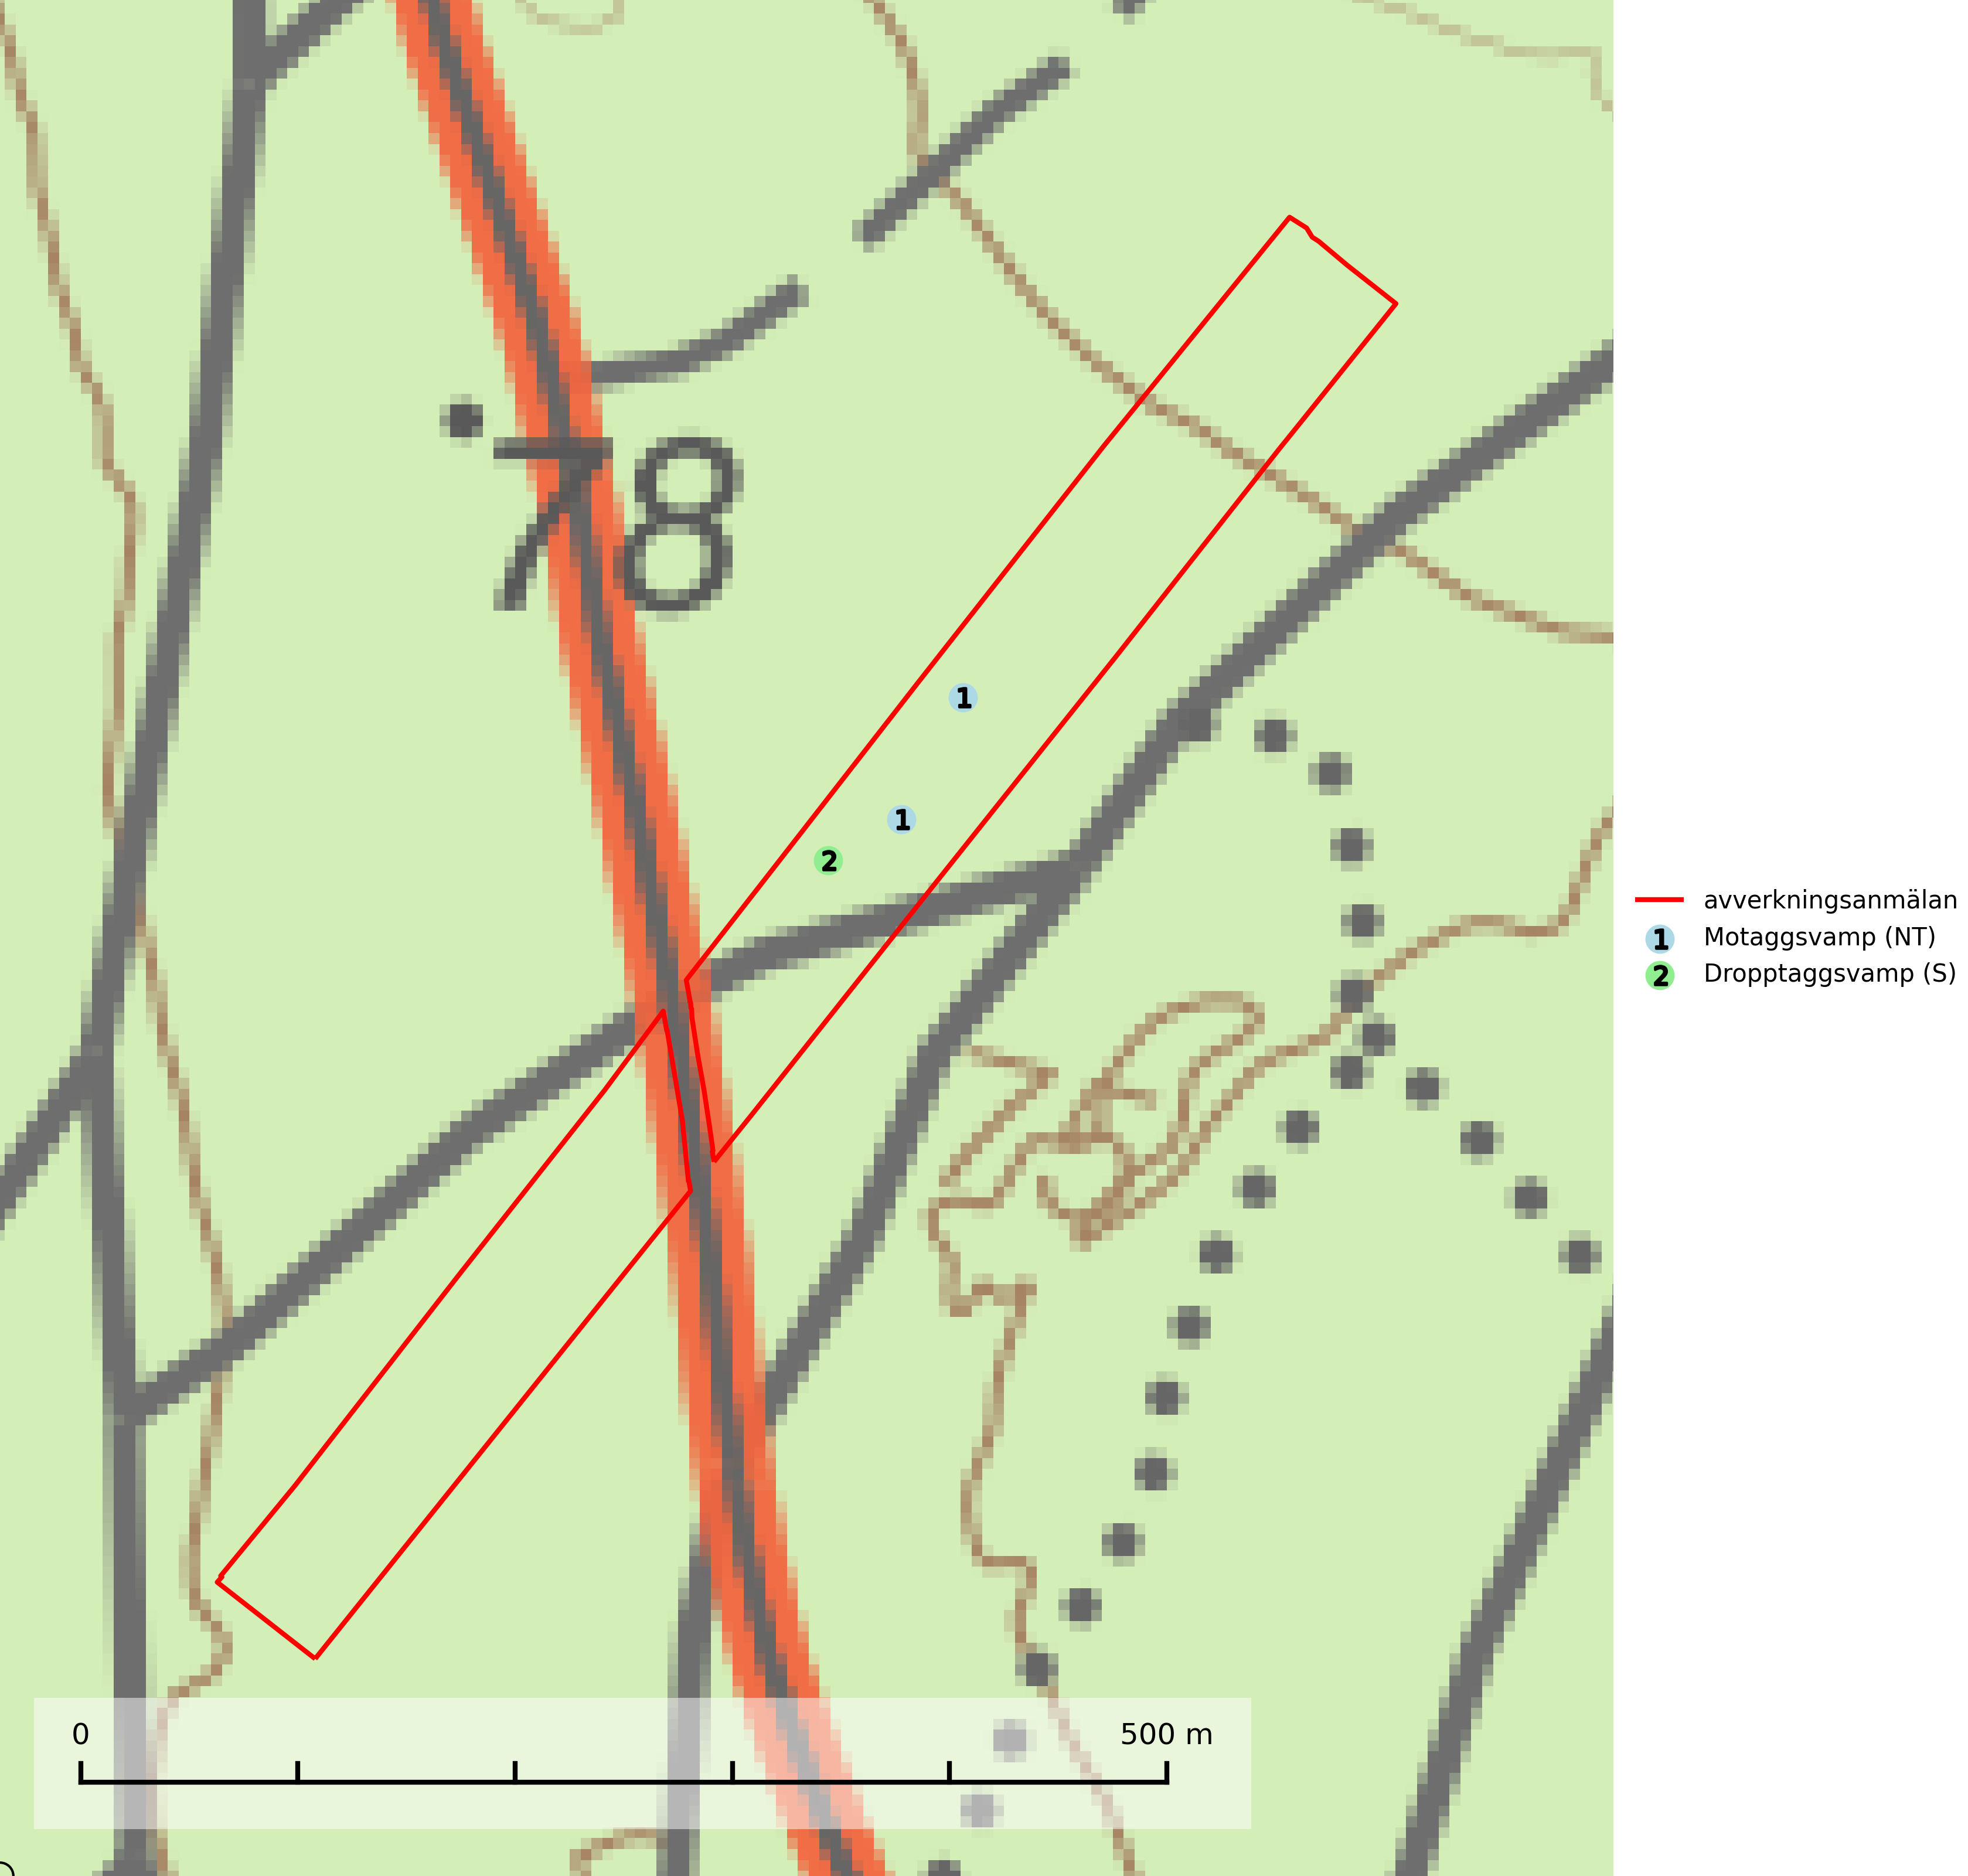 78
1
1
2
avverkningsanmälan
1 Motaggsvamp (NT)
2 Dropptaggsvamp (S)
0 500 m